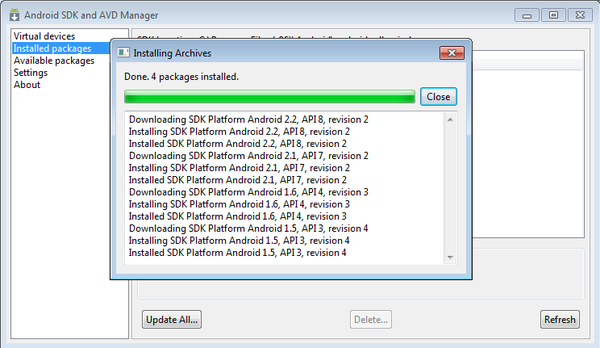 Android SDK and AVD Manager
Virtual devices
Installed packages
Available packages
Settings
About
Installing Archives
Done. 4 packages installed.
Close
Downloading SDK Platform Android 2.2, API 8, revision 2
Installing SDK Platform Android 2.2, API 8, revision 2
Installed SDK Platform Android 2.2, API 8, revision 2
Downloading SDK Platform Android 2.1, API 7, revision 2
Installing SDK Platform Android 2.1, API 7, revision 2
Installed SDK Platform Android 2.1, API 7, revision 2
Downloading SDK Platform Android 1.6, API 4, revision 3
Installing SDK Platform Android 1.6, API 4, revision 3
Installed SDK Platform Android 1.6, API 4, revision 3
Downloading SDK Platform Android 1.5, API 3, revision 4
Installing SDK Platform Android 1.5, API 3, revision 4
Installed SDK Platform Android 1.5, API 3, revision 4
Update All...
Delete...
Refresh